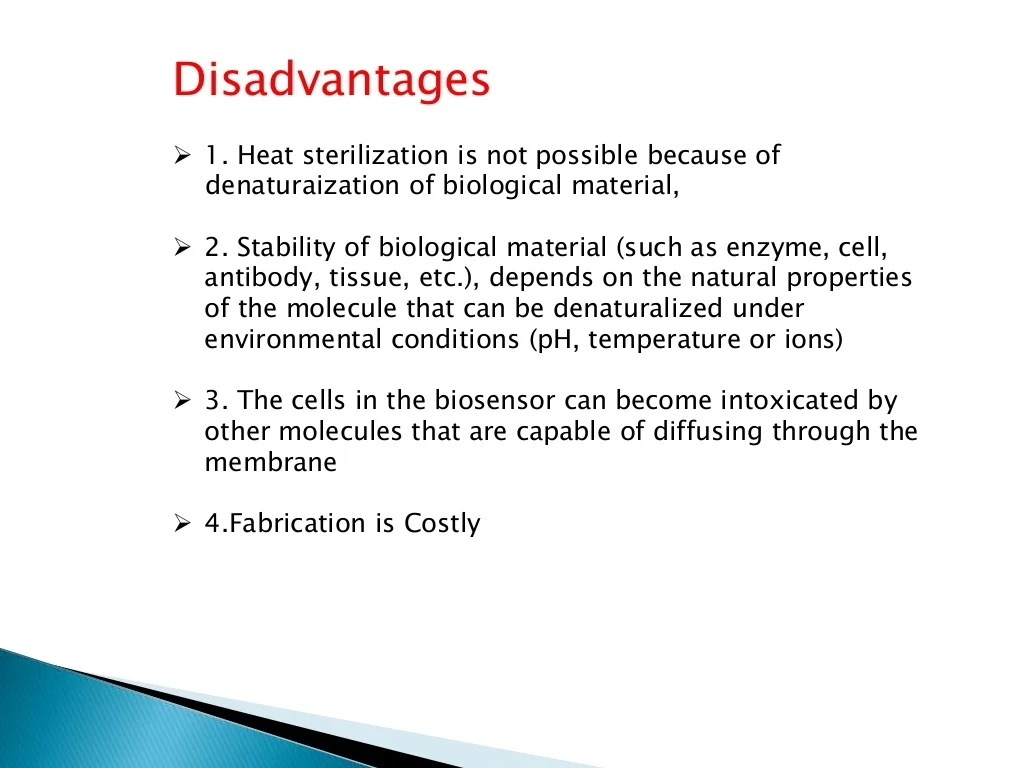 Disadvantages
➢ 1. Heat sterilization is not possible because of
denaturaization of biological material,
➢ 2. Stability of biological material (such as enzyme, cell,
antibody, tissue, etc.), depends on the natural properties
of the molecule that can be denaturalized under
environmental conditions (pH, temperature or ions)
➢ 3. The cells in the biosensor can become intoxicated by
other molecules that are capable of diffusing through the
membrane
➢ 4.Fabrication is Costly